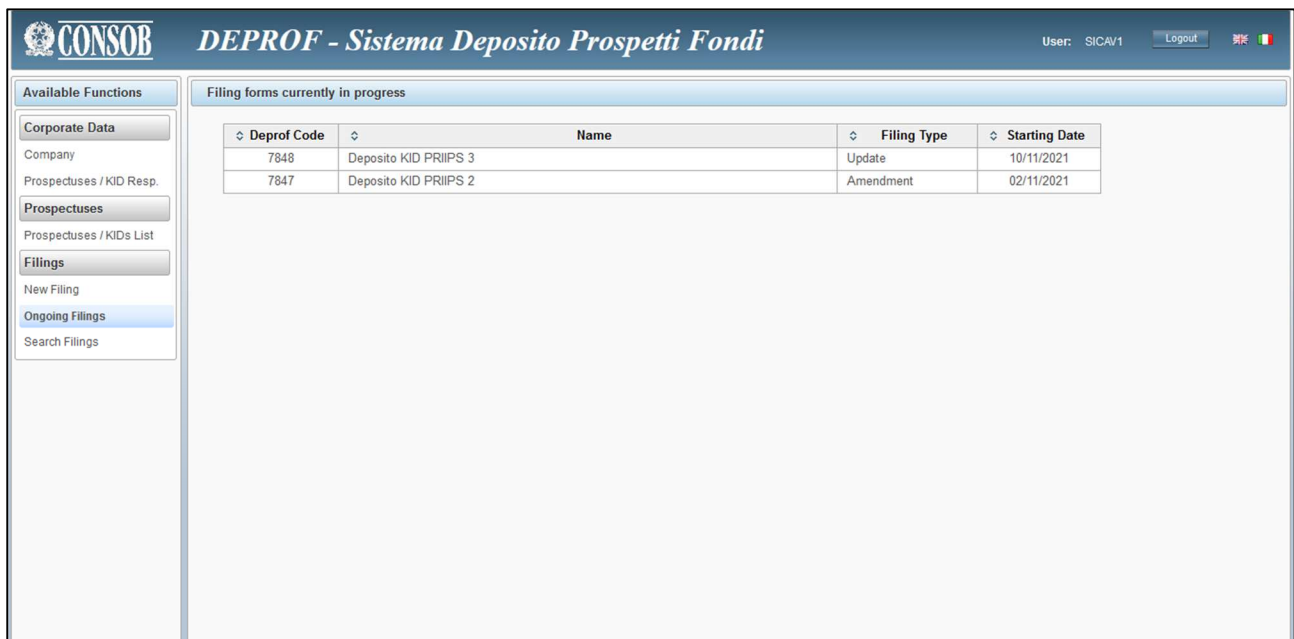 CONSOB DEPROF - Sistema Deposito Prospetti Fondi User: SICAV1 Logout
Available Functions
Corporate Data
Company
Prospectuses / KID Resp.
Prospectuses
Prospectuses / KIDs List
Filings
New Filing
Ongoing Filings
Search Filings
Filing forms currently in progress
Deprof Code Name Filing Type Starting Date
7848 Deposito KID PRIIPS 3 Update 10/11/2021
7847 Deposito KID PRIIPS 2 Amendment 02/11/2021